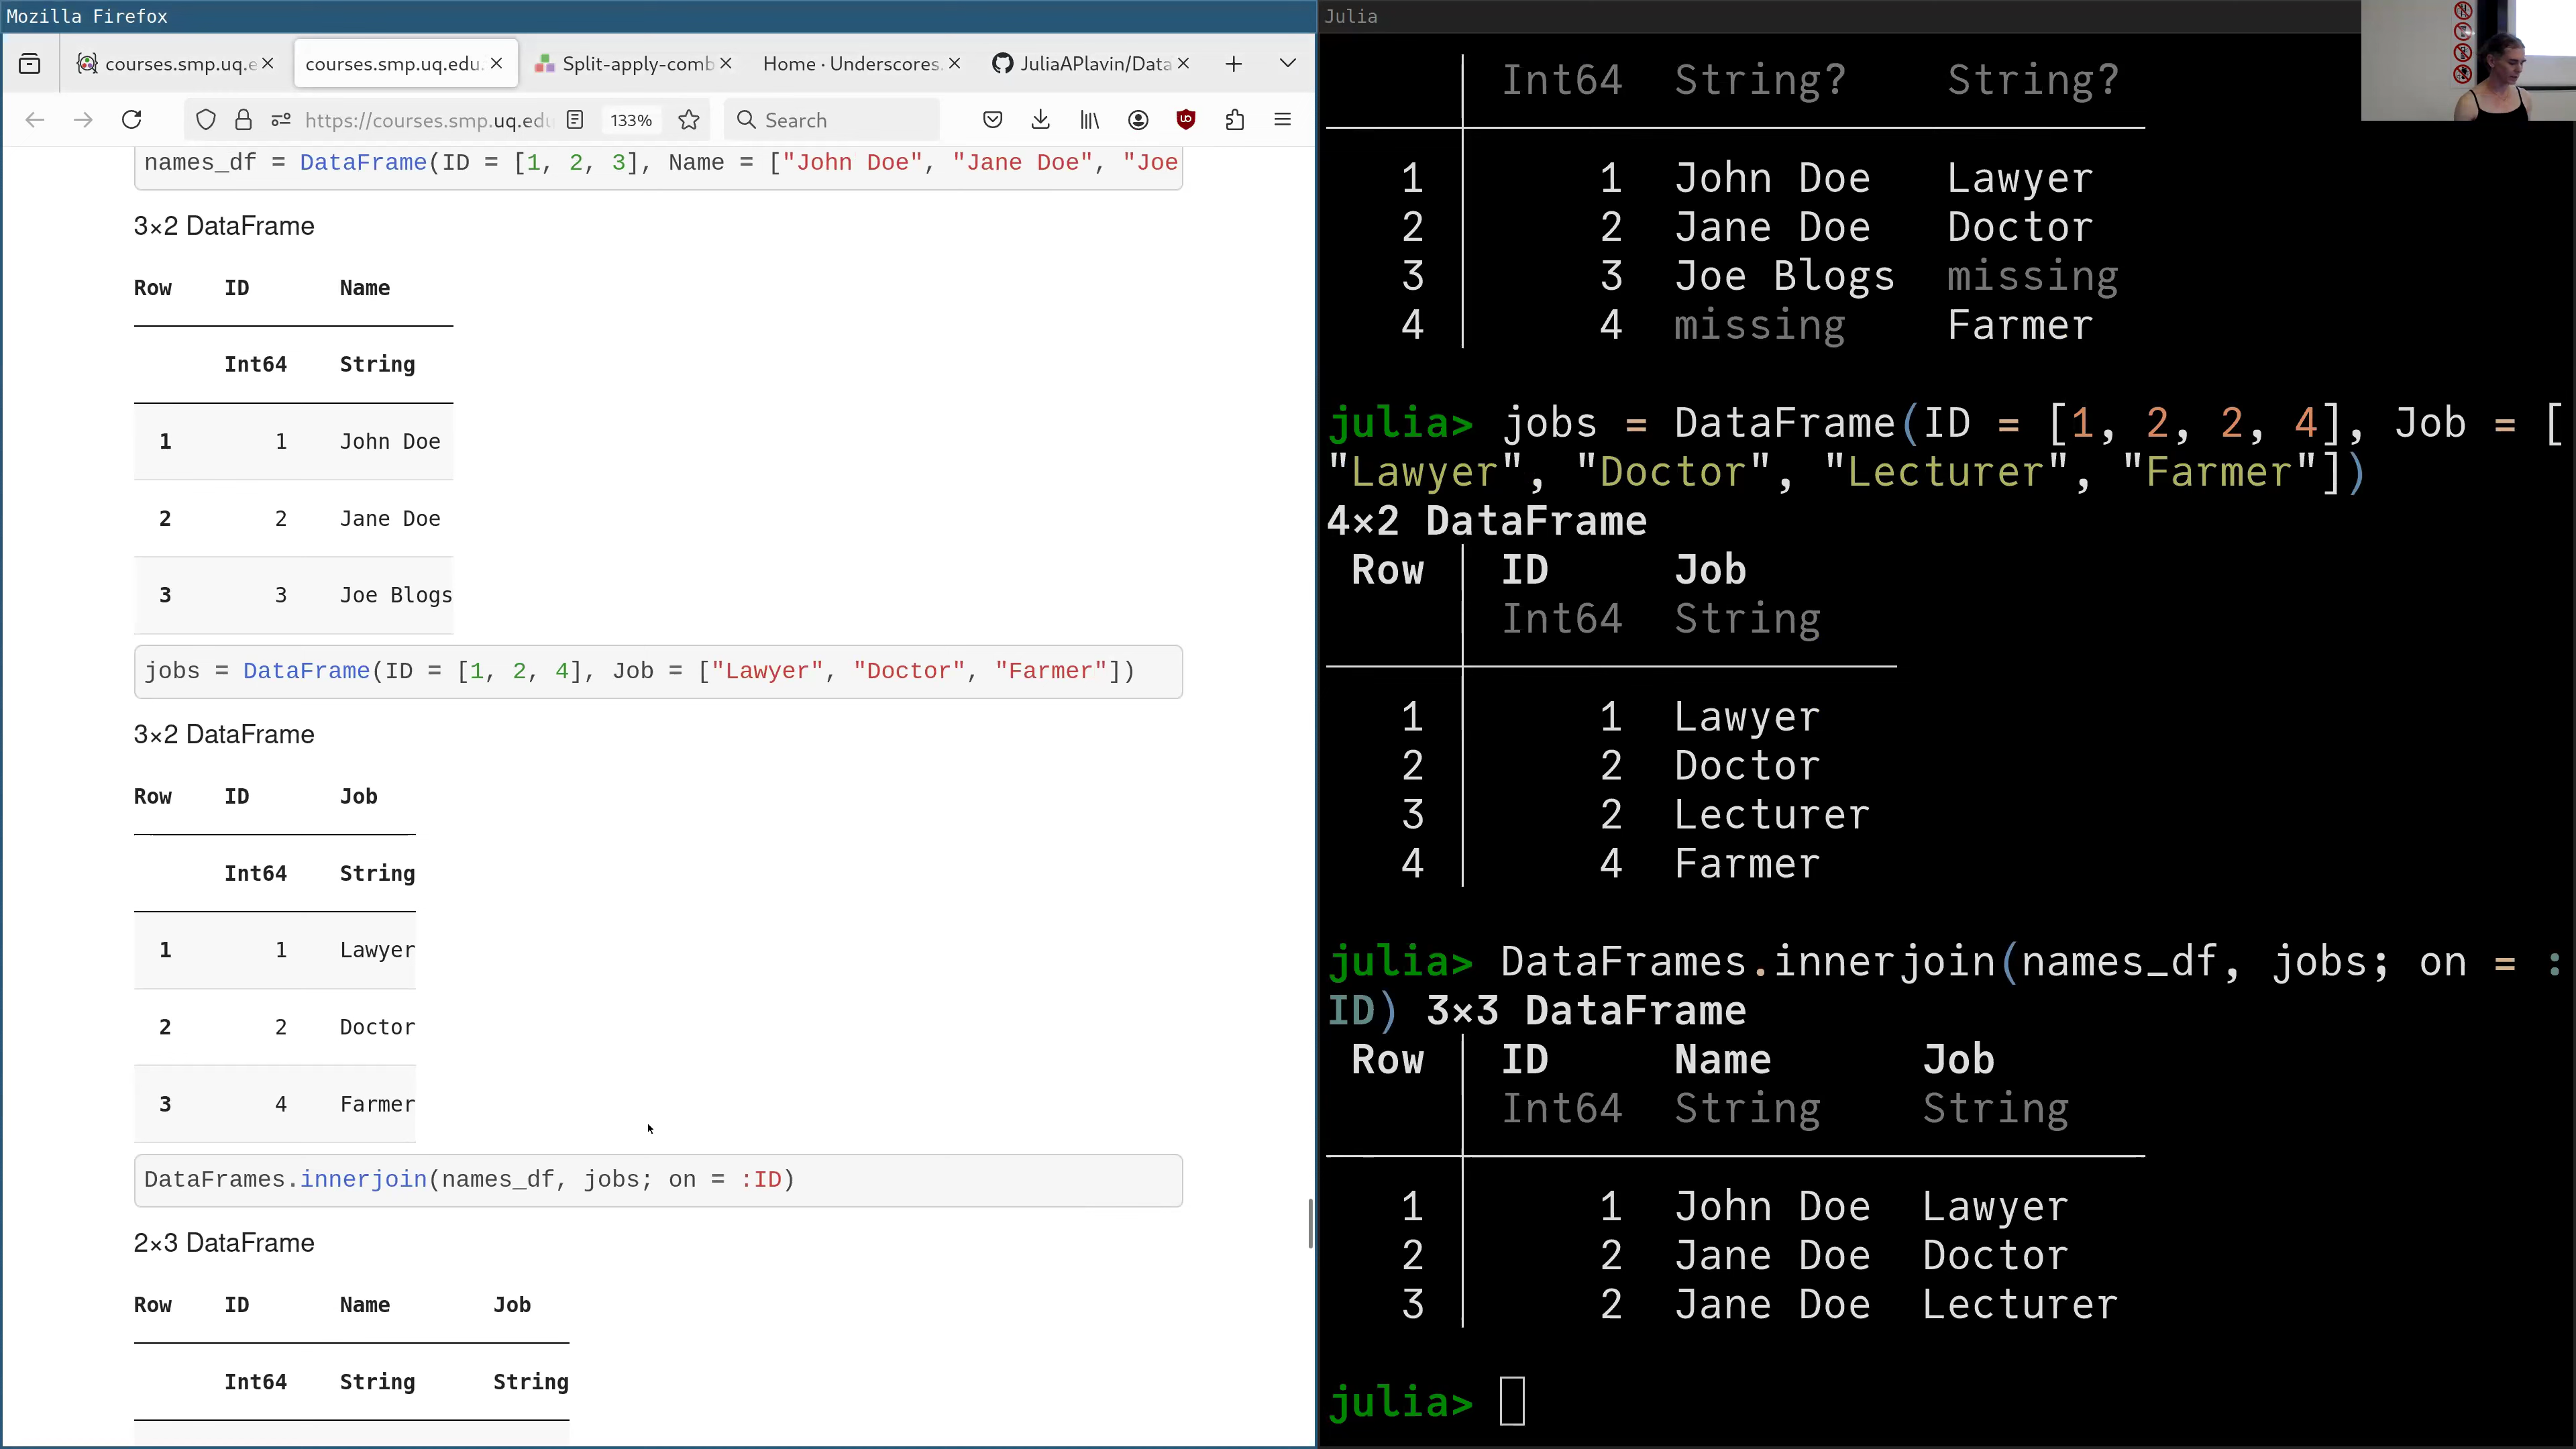 Mozilla Firefox
courses.smp.uq.e
courses.smp.uq.edu.
Split-apply-comb
Home · Underscores.
JuliaAPlavin/Data
https://courses.smp.uq.edu
133%
Search
names_df = DataFrame(ID = [1, 2, 3], Name = ["John Doe", "Jane Doe", "Joe
3×2 DataFrame
Row ID Name
Int64 String
1 1 John Doe
2 2 Jane Doe
3 3 Joe Blogs
jobs = DataFrame(ID = [1, 2, 4], Job = ["Lawyer", "Doctor", "Farmer"])
3×2 DataFrame
Row ID Job
Int64 String
1 1 Lawyer
2 2 Doctor
3 4 Farmer
DataFrames.innerjoin(names_df, jobs; on = :ID)
2×3 DataFrame
Row ID Name Job
Int64 String String
Julia
Int64 String? String?
1 1 John Doe Lawyer
2 2 Jane Doe Doctor
3 3 Joe Blogs missing
4 4 missing Farmer
julia> jobs = DataFrame(ID = [1, 2, 2, 4], Job = [
"Lawyer", "Doctor", "Lecturer", "Farmer"])
4×2 DataFrame
Row ID Job
Int64 String
1 1 Lawyer
2 2 Doctor
3 2 Lecturer
4 4 Farmer
julia> DataFrames.innerjoin(names_df, jobs; on = :
ID) 3×3 DataFrame
Row ID Name Job
Int64 String String
1 1 John Doe Lawyer
2 2 Jane Doe Doctor
3 2 Jane Doe Lecturer
julia>